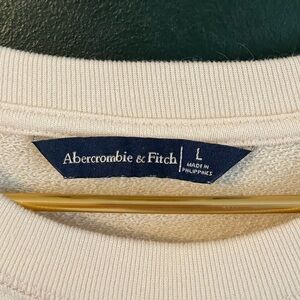 Abercrombie & Fitch L
MADE IN
PHILIPPINES